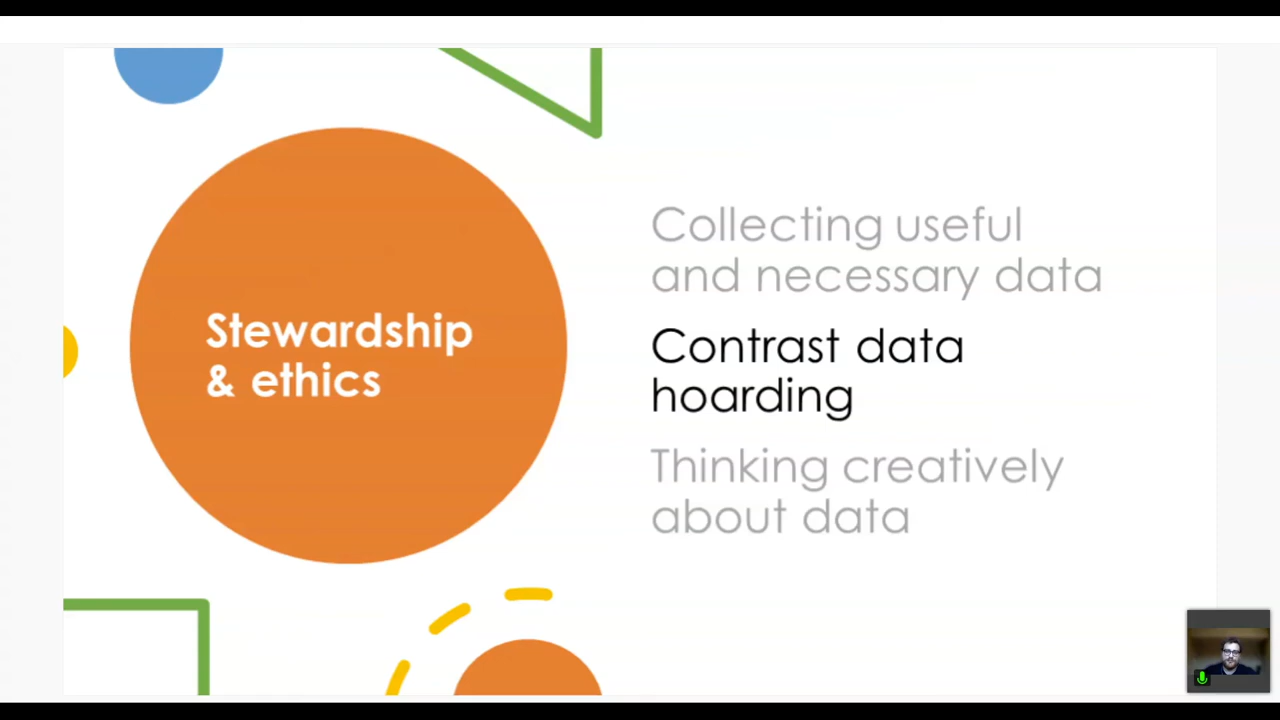 Stewardship
& ethics
Collecting useful
and necessary data
Contrast data
hoarding
Thinking creatively
about data